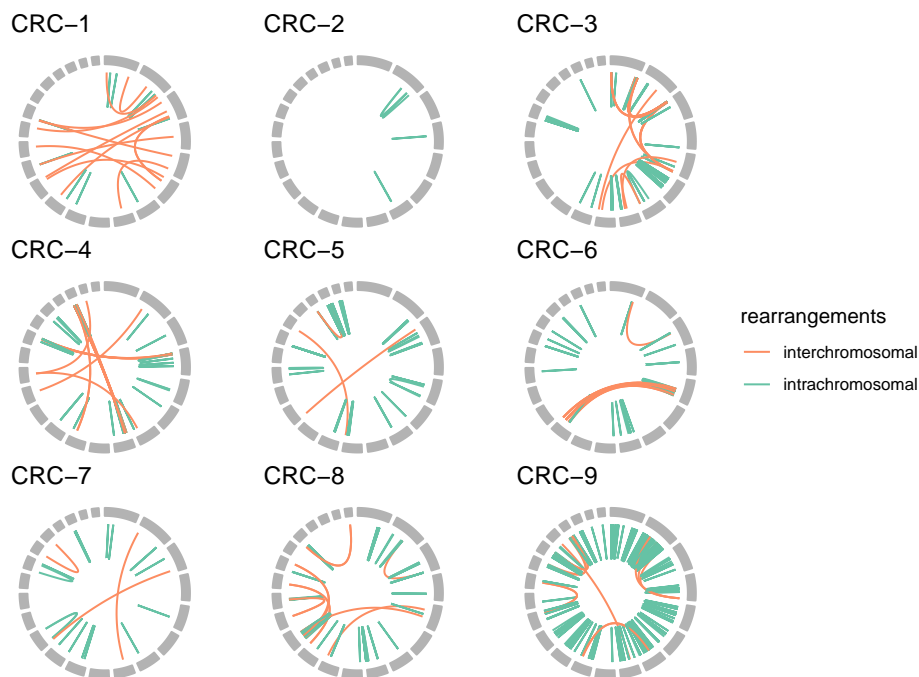 CRC−1
CRC−2
CRC−3
CRC−4
CRC−5
CRC−6
rearrangements
interchromosomal
intrachromosomal
CRC−7
CRC−8
CRC−9